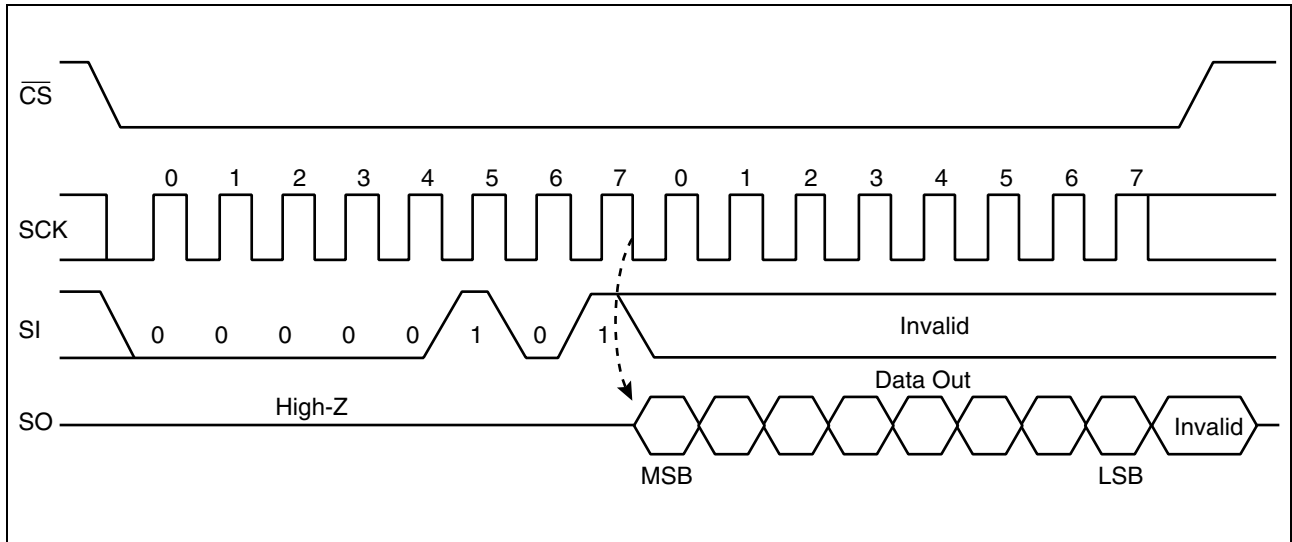 CS
0 1 2 3 4 5 6 7 0 1 2 3 4 5 6 7
SCK
SI
0 0 0 0 0 1 0 1
Invalid
Data Out
High-Z
SO
Invalid
MSB
LSB